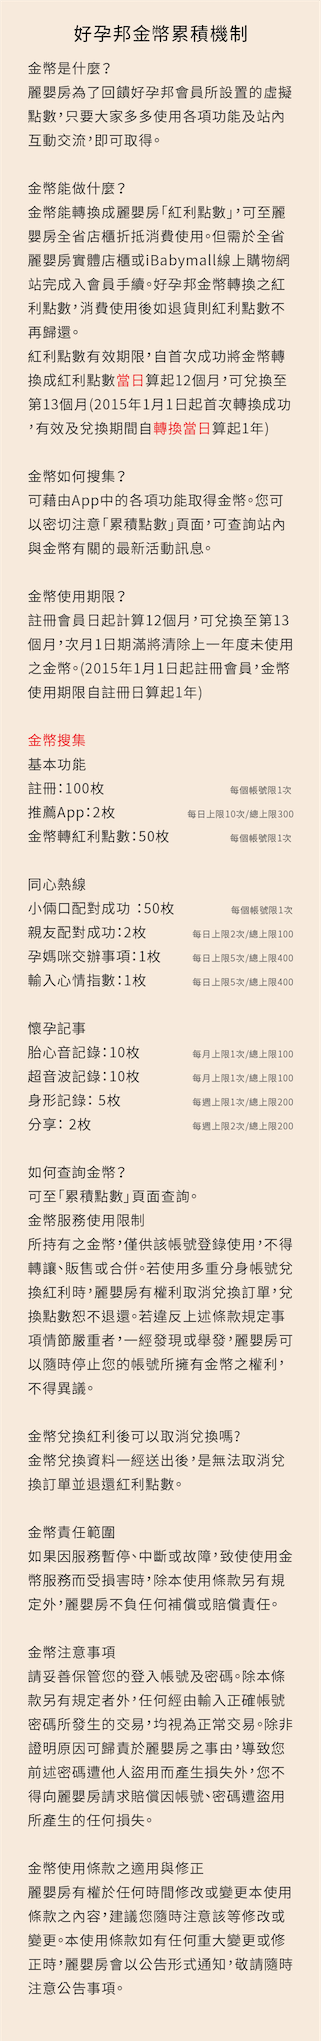 好孕邦金幣累積機制
金幣是什麼？
麗嬰房為了回饋好孕邦會員所設置的虛擬
點數，只要大家多多使用各項功能及站內
互動交流，即可取得。
金幣能做什麼？
金幣能轉換成麗嬰房「紅利點數」，可至麗
嬰房全省店櫃折抵消費使用。但需於全省
麗嬰房實體店櫃或iBabymall線上購物網
站完成入會員手續。好孕邦金幣轉換之紅
利點數，消費使用後如退貨則紅利點數不
再歸還。
紅利點數有效期限，自首次成功將金幣轉
換成紅利點數當日算起12個月，可兌換至
第13個月(2015年1月1日起首次轉換成功
，有效及兌換期間自轉換當日算起1年)
金幣如何搜集？
可藉由App中的各項功能取得金幣。您可
以密切注意「累積點數」頁面，可查詢站內
與金幣有關的最新活動訊息。
金幣使用期限？
註冊會員日起計算12個月，可兌換至第13
個月，次月1日期滿將清除上一年度未使用
之金幣。(2015年1月1日起註冊會員，金幣
使用期限自註冊日算起1年)
金幣搜集
基本功能
註冊：100枚 每個帳號限1次
推薦App：2枚 每日上限10次/總上限300
金幣轉紅利點數：50枚 每個帳號限1次
同心熱線
小倆口配對成功 ：50枚 每個帳號限1次
親友配對成功：2枚 每日上限2次/總上限100
孕媽咪交辦事項：1枚 每日上限5次/總上限400
輸入心情指數：1枚 每日上限5次/總上限400
懷孕記事
胎心音記錄：10枚 每月上限1次/總上限100
超音波記錄：10枚 每月上限1次/總上限100
身形記錄： 5枚 每週上限1次/總上限200
分享： 2枚 每週上限2次/總上限200
如何查詢金幣？
可至「累積點數」頁面查詢。
金幣服務使用限制
所持有之金幣，僅供該帳號登錄使用，不得
轉讓、販售或合併。若使用多重分身帳號兌
換紅利時，麗嬰房有權利取消兌換訂單，兌
換點數恕不退還。若違反上述條款規定事
項情節嚴重者，一經發現或舉發，麗嬰房可
以隨時停止您的帳號所擁有金幣之權利，
不得異議。
金幣兌換紅利後可以取消兌換嗎?
金幣兌換資料一經送出後，是無法取消兌
換訂單並退還紅利點數。
金幣責任範圍
如果因服務暫停、中斷或故障，致使使用金
幣服務而受損害時，除本使用條款另有規
定外，麗嬰房不負任何補償或賠償責任。
金幣注意事項
請妥善保管您的登入帳號及密碼。除本條
款另有規定者外，任何經由輸入正確帳號
密碼所發生的交易，均視為正常交易。除非
證明原因可歸責於麗嬰房之事由，導致您
前述密碼遭他人盜用而產生損失外，您不
得向麗嬰房請求賠償因帳號、密碼遭盜用
所產生的任何損失。
金幣使用條款之適用與修正
麗嬰房有權於任何時間修改或變更本使用
條款之內容，建議您隨時注意該等修改或
變更。本使用條款如有任何重大變更或修
正時，麗嬰房會以公告形式通知，敬請隨時
注意公告事項。